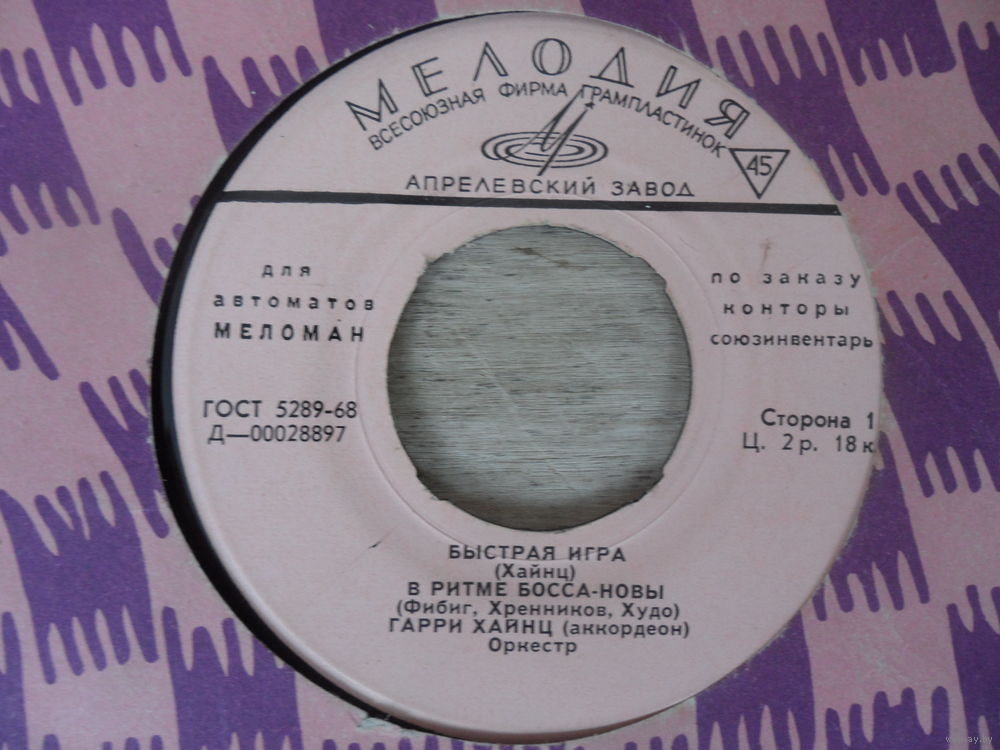 МЕЛОДИЯ
ВСЕСОЮЗНАЯ ФИРМА ГРАМПЛАСТИНОК
45
АПРЕЛЕВСКИЙ ЗАВОД
для
автоматов
МЕЛОМАН
по заказу
конторы
союзинвентарь
ГОСТ 5289-68
Д—00028897
Сторона 1
Ц. 2 р. 18 к
БЫСТРАЯ ИГРА
(Хайнц)
В РИТМЕ БОССА-НОВЫ
(Фибиг, Хренников, Худо)
ГАРРИ ХАЙНЦ (аккордеон)
Оркестр